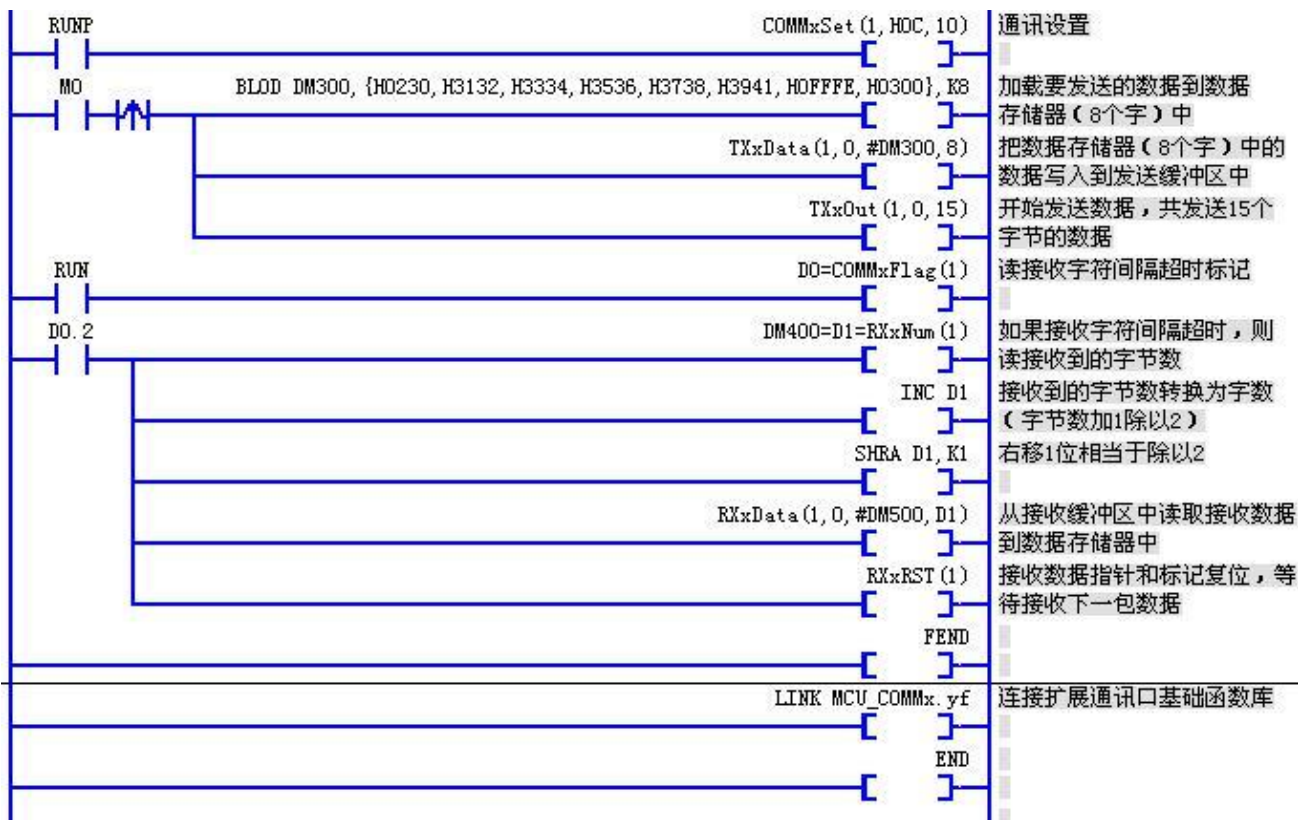 RUNP
COMMxSet(1,H0C,10)
通讯设置
M0
BLOD DM300,{H0230,H3132,H3334,H3536,H3738,H3941,H0FFFE,H0300},K8
加载要发送的数据到数据
存储器（8个字）中
TXxData(1,0,#DM300,8)
把数据存储器（8个字）中的
数据写入到发送缓冲区中
TXxOut(1,0,15)
开始发送数据，共发送15个
字节的数据
RUN
D0=COMMxFlag(1)
读接收字符间隔超时标记
D0.2
DM400=D1=RXxNum(1)
如果接收字符间隔超时，则
读接收到的字节数
INC D1
接收到的字节数转换为字数
（字节数加1除以2）
SHRA D1,K1
右移1位相当于除以2
RXxData(1,0,#DM500,D1)
从接收缓冲区中读取接收数据
到数据存储器中
RXxRST(1)
接收数据指针和标记复位，等
待接收下一包数据
FEND
LINK MCU_COMMx.yf
连接扩展通讯口基础函数库
END